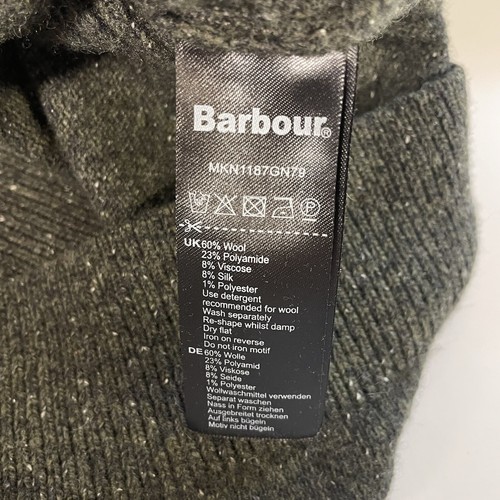 Barbour®
MKN1187GN79
UK 60% Wool
23% Polyamide
8% Viscose
8% Silk
1% Polyester
Use detergent
recommended for wool
Wash separately
Re-shape whilst damp
Dry flat
Iron on reverse
Do not iron motif
DE 60% Wolle
23% Polyamid
8% Viskose
8% Seide
1% Polyester
Wollwaschmittel verwenden
Separat waschen
Nass in Form ziehen
Ausgebreitet trocknen
Auf links bügeln
Motiv nicht bügeln